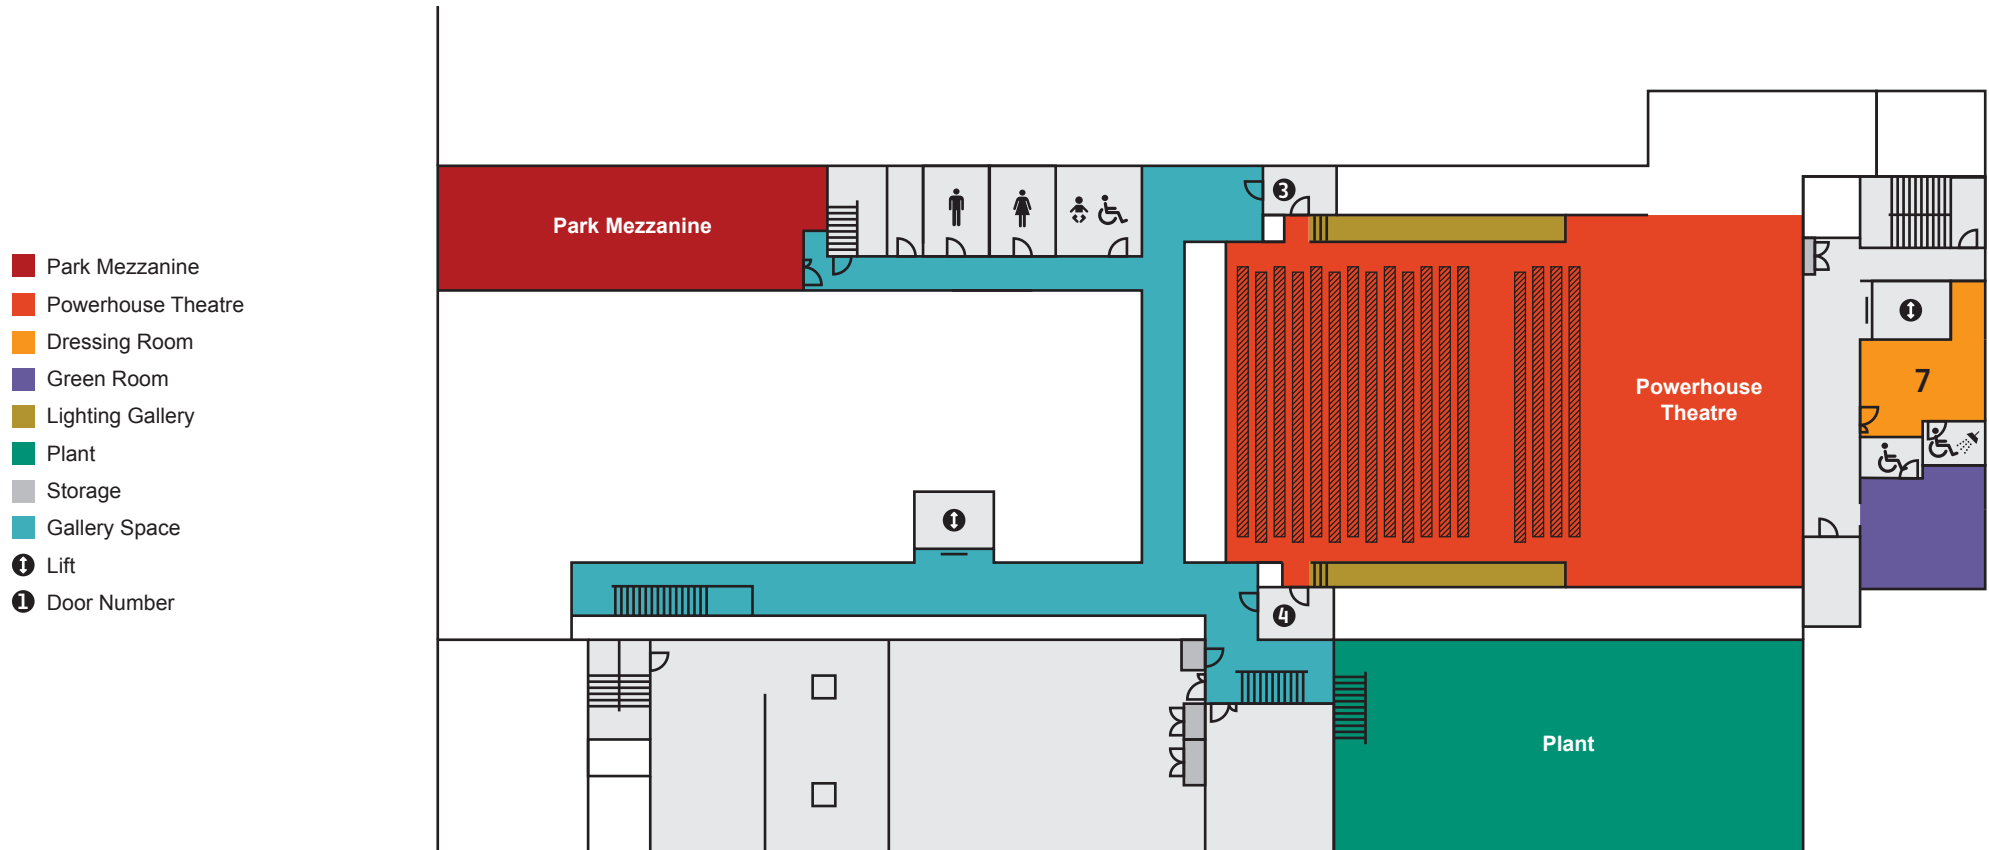 Park Mezzanine
Powerhouse Theatre
Dressing Room
Green Room
Lighting Gallery
Plant
Storage
Gallery Space
Lift
1 Door Number
Park Mezzanine
3
Powerhouse
Theatre
7
4
Plant